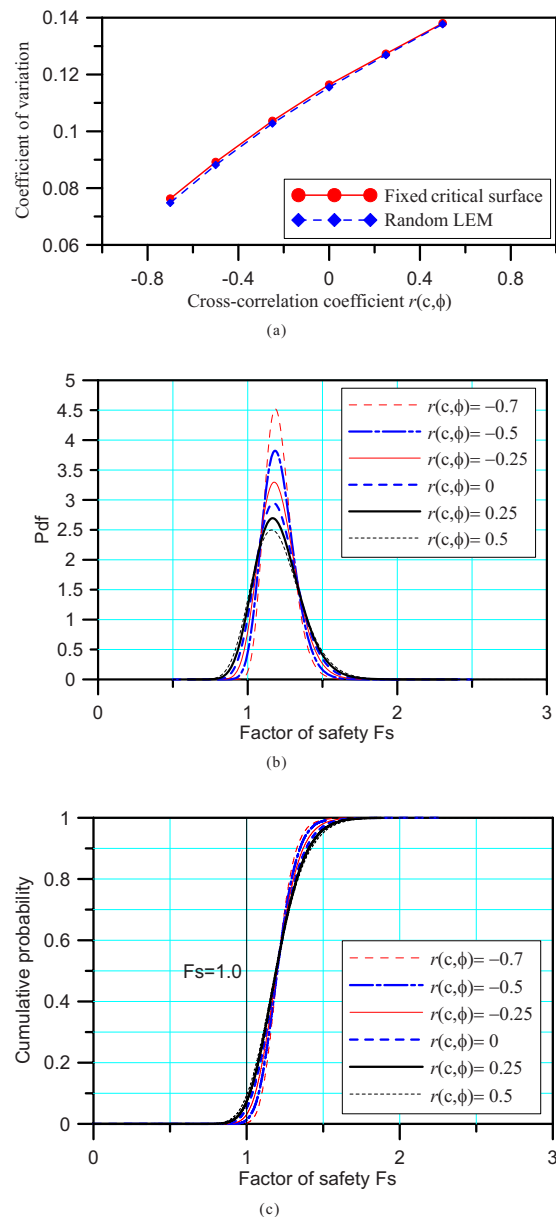 0.14
0.12
0.1
0.08
0.06
Coefficient of variation
Fixed critical surface
Random LEM
-0.8 -0.4 0 0.4 0.8
Cross-correlation coefficient r(c,ϕ)
(a)
5
4.5
4
3.5
3
2.5
2
1.5
1
0.5
0
Pdf
r(c,ϕ)= −0.7
r(c,ϕ)= −0.5
r(c,ϕ)= −0.25
r(c,ϕ)= 0
r(c,ϕ)= 0.25
r(c,ϕ)= 0.5
0 1 2 3
Factor of safety Fs
(b)
1
0.8
0.6
0.4
0.2
0
Cumulative probability
Fs=1.0
r(c,ϕ)= −0.7
r(c,ϕ)= −0.5
r(c,ϕ)= −0.25
r(c,ϕ)= 0
r(c,ϕ)= 0.25
r(c,ϕ)= 0.5
0 1 2 3
Factor of safety Fs
(c)